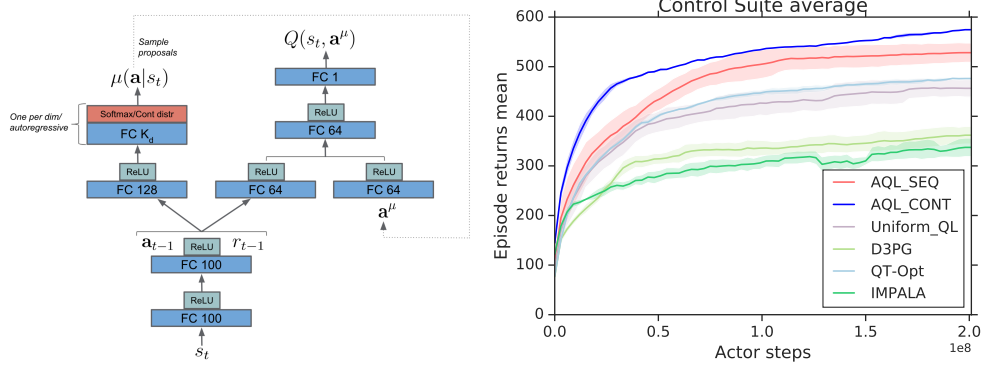 Sample
proposals
μ(a|s_t)
One per dim/
autoregressive
Softmax/Cont distr
FC K_d
ReLU
FC 128
Q(s_t, a^μ)
FC 1
ReLU
FC 64
ReLU
FC 64
ReLU
FC 64
a^μ
a_{t−1}
ReLU
r_{t−1}
FC 100
ReLU
FC 100
s_t
Control Suite average
Episode returns mean
600
500
400
300
200
100
0
AQL_SEQ
AQL_CONT
Uniform_QL
D3PG
QT-Opt
IMPALA
0.0
0.5
1.0
1.5
2.0
1e8
Actor steps